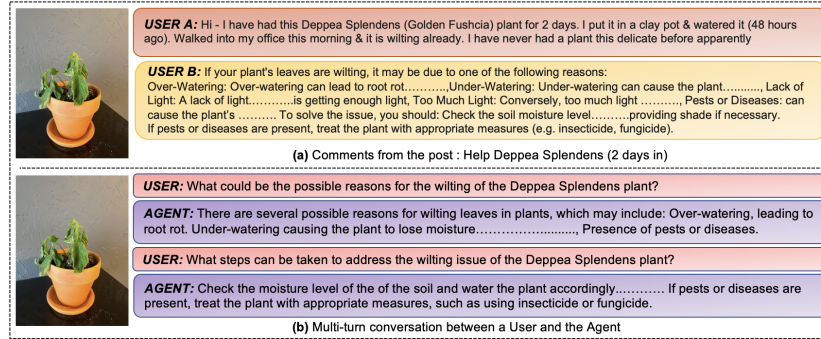 USER A: Hi - I have had this Deppea Splendens (Golden Fushcia) plant for 2 days. I put it in a clay pot & watered it (48 hours
ago). Walked into my office this morning & it is wilting already. I have never had a plant this delicate before apparently
USER B: If your plant's leaves are wilting, it may be due to one of the following reasons:
Over-Watering: Over-watering can lead to root rot………..,Under-Watering: Under-watering can cause the plant…........, Lack of
Light: A lack of light………...is getting enough light, Too Much Light: Conversely, too much light ………., Pests or Diseases: can
cause the plant's ………. To solve the issue, you should: Check the soil moisture level………providing shade if necessary.
If pests or diseases are present, treat the plant with appropriate measures (e.g. insecticide, fungicide).
(a) Comments from the post : Help Deppea Splendens (2 days in)
USER: What could be the possible reasons for the wilting of the Deppea Splendens plant?
AGENT: There are several possible reasons for wilting leaves in plants, which may include: Over-watering, leading to
root rot. Under-watering causing the plant to lose moisture……………..........., Presence of pests or diseases.
USER: What steps can be taken to address the wilting issue of the Deppea Splendens plant?
AGENT: Check the moisture level of the of the soil and water the plant accordingly...……… If pests or diseases are
present, treat the plant with appropriate measures, such as using insecticide or fungicide.
(b) Multi-turn conversation between a User and the Agent